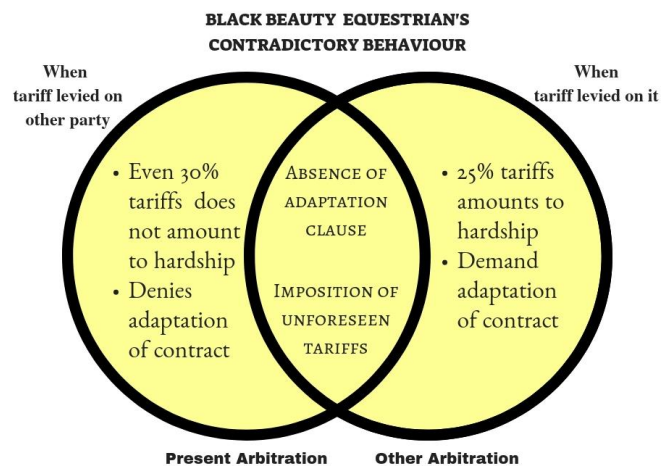 BLACK BEAUTY EQUESTRIAN'S
CONTRADICTORY BEHAVIOUR
When
tariff levied on
other party
When
tariff levied on it
• Even 30%
tariffs does
not amount
to hardship
• Denies
adaptation
of contract
ABSENCE OF
ADAPTATION
CLAUSE
IMPOSITION OF
UNFORESEEN
TARIFFS
• 25% tariffs
amounts to
hardship
• Demand
adaptation
of contract
Present Arbitration
Other Arbitration